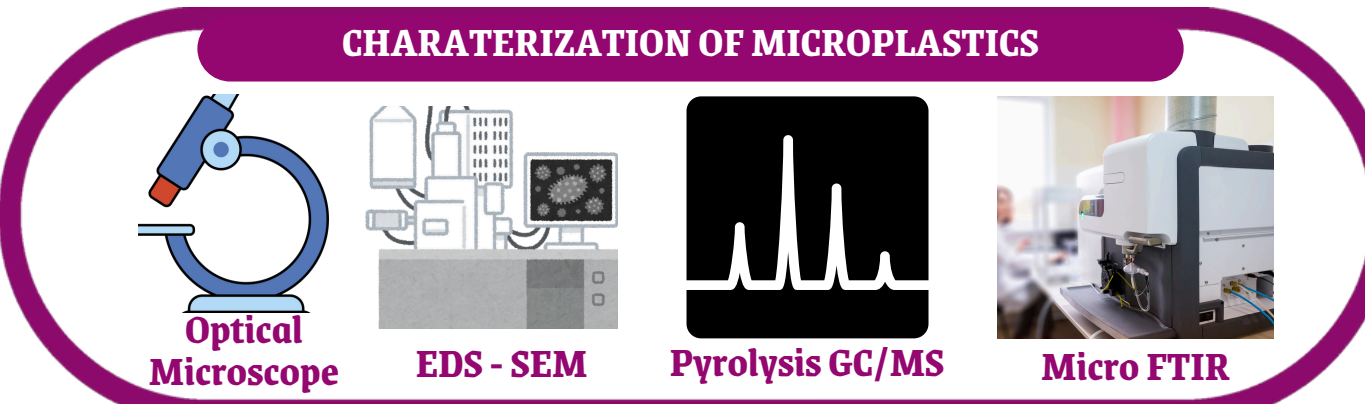 CHARATERIZATION OF MICROPLASTICS
Optical
Microscope
EDS - SEM
Pyrolysis GC/MS
Micro FTIR